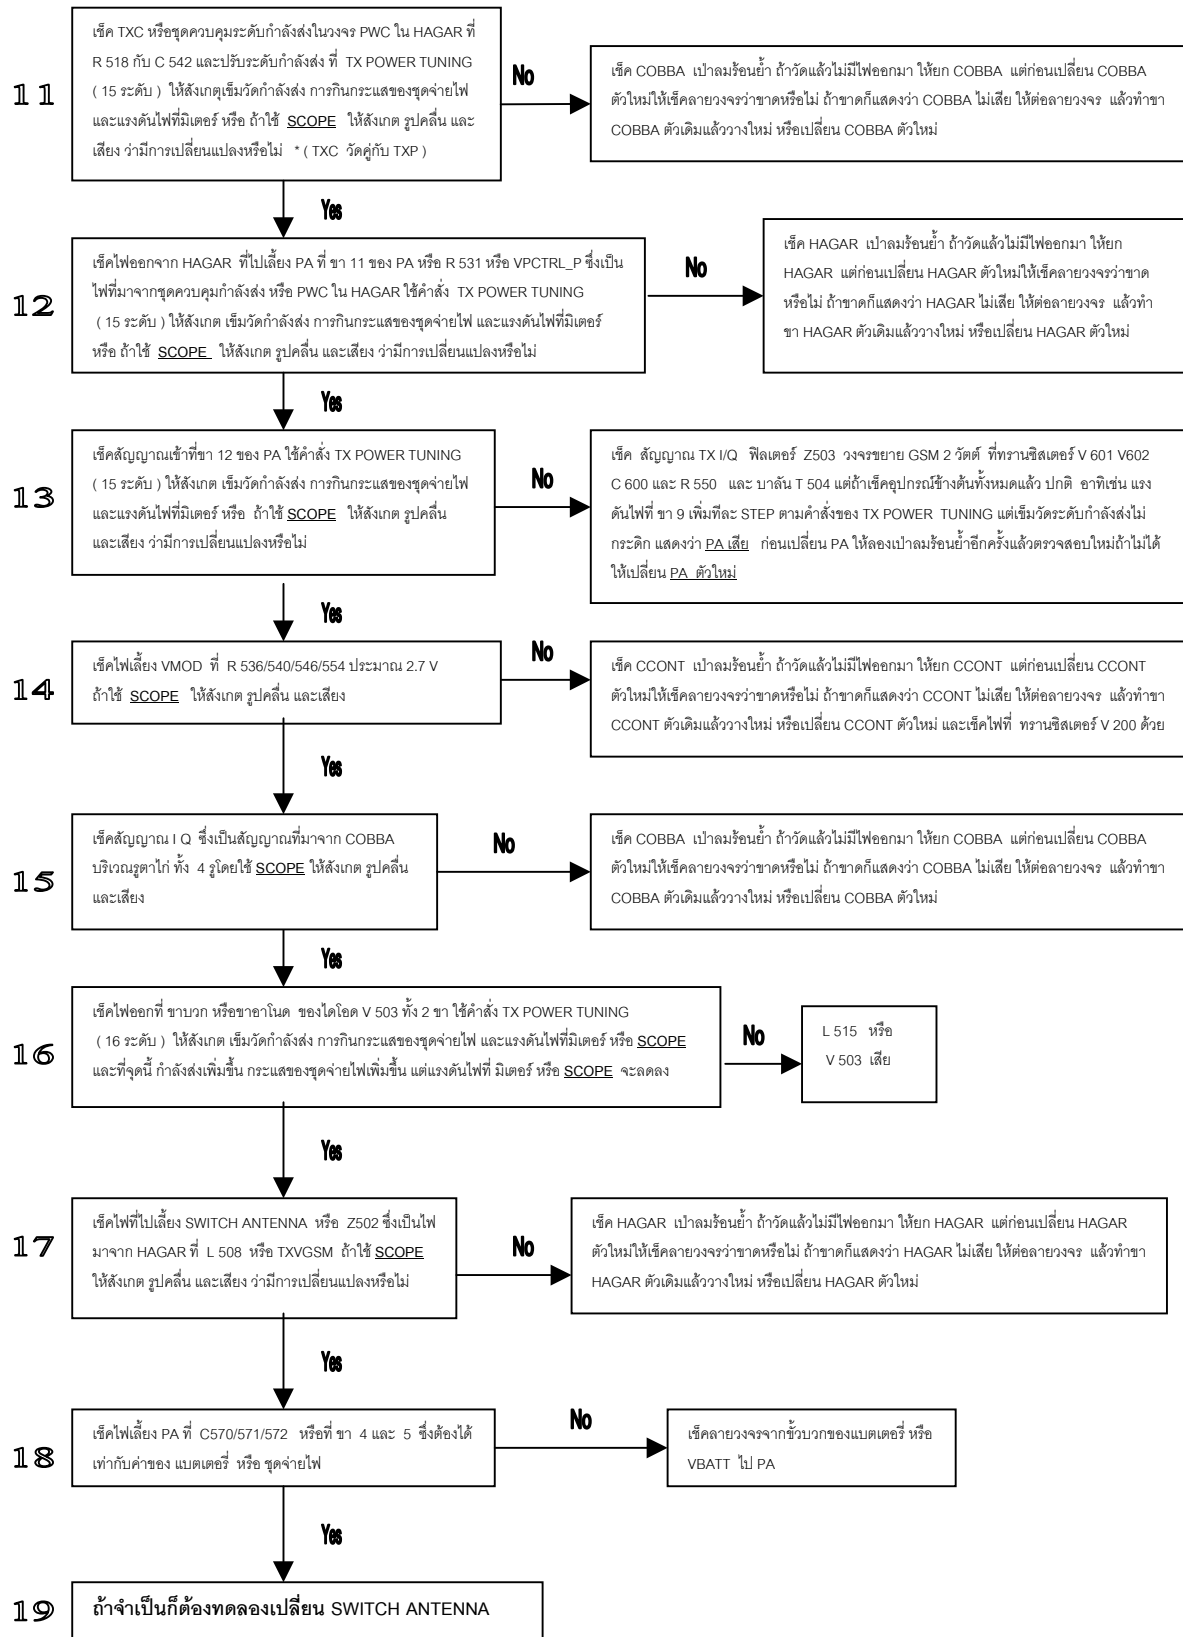 11
เช็ค TXC หรือชุดควบคุมระดับกำลังส่งในวงจร PWC ใน HAGAR ที่
R 518 กับ C 542 และปรับระดับกำลังส่ง ที่ TX POWER TUNING
( 15 ระดับ ) ให้สังเกตุเข็มวัดกำลังส่ง การกินกระแสของชุดจ่ายไฟ
และแรงดันไฟที่มิเตอร์ หรือ ถ้าใช้ SCOPE ให้สังเกต รูปคลื่น และ
เสียง ว่ามีการเปลี่ยนแปลงหรือไม่ * ( TXC วัดคู่กับ TXP )
No
เช็ค COBBA เป่าลมร้อนย้ำ ถ้าวัดแล้วไม่มีไฟออกมา ให้ยก COBBA แต่ก่อนเปลี่ยน COBBA
ตัวใหม่ให้เช็คลายวงจรว่าขาดหรือไม่ ถ้าขาดก็แสดงว่า COBBA ไม่เสีย ให้ต่อลายวงจร แล้วทำขา
COBBA ตัวเดิมแล้ววางใหม่ หรือเปลี่ยน COBBA ตัวใหม่
Yes
12
เช็คไฟออกจาก HAGAR ที่ไปเลี้ยง PA ที่ ขา 11 ของ PA หรือ R 531 หรือ VPCTRL_P ซึ่งเป็น
ไฟที่มาจากชุดควบคุมกำลังส่ง หรือ PWC ใน HAGAR ใช้คำสั่ง TX POWER TUNING
( 15 ระดับ ) ให้สังเกต เข็มวัดกำลังส่ง การกินกระแสของชุดจ่ายไฟ และแรงดันไฟที่มิเตอร์
หรือ ถ้าใช้ SCOPE ให้สังเกต รูปคลื่น และเสียง ว่ามีการเปลี่ยนแปลงหรือไม่
No
เช็ค HAGAR เป่าลมร้อนย้ำ ถ้าวัดแล้วไม่มีไฟออกมา ให้ยก
HAGAR แต่ก่อนเปลี่ยน HAGAR ตัวใหม่ให้เช็คลายวงจรว่าขาด
หรือไม่ ถ้าขาดก็แสดงว่า HAGAR ไม่เสีย ให้ต่อลายวงจร แล้วทำ
ขา HAGAR ตัวเดิมแล้ววางใหม่ หรือเปลี่ยน HAGAR ตัวใหม่
Yes
13
เช็คสัญญาณเข้าที่ขา 12 ของ PA ใช้คำสั่ง TX POWER TUNING
( 15 ระดับ ) ให้สังเกต เข็มวัดกำลังส่ง การกินกระแสของชุดจ่ายไฟ
และแรงดันไฟที่มิเตอร์ หรือ ถ้าใช้ SCOPE ให้สังเกต รูปคลื่น
และเสียง ว่ามีการเปลี่ยนแปลงหรือไม่
No
เช็ค สัญญาณ TX I/Q ฟิลเตอร์ Z503 วงจรขยาย GSM 2 วัตต์ ที่ทรานซิสเตอร์ V 601 V602
C 600 และ R 550 และ บาลัน T 504 แต่ถ้าเช็คอุปกรณ์ข้างต้นทั้งหมดแล้ว ปกติ อาทิเช่น แรง
ดันไฟที่ ขา 9 เพิ่มทีละ STEP ตามคำสั่งของ TX POWER TUNING แต่เข็มวัดระดับกำลังส่งไม่
กระดิก แสดงว่า PA เสีย ก่อนเปลี่ยน PA ให้ลองเป่าลมร้อนย้ำอีกครั้งแล้วตรวจสอบใหม่ถ้าไม่ได้
ให้เปลี่ยน PA ตัวใหม่
Yes
14
เช็คไฟเลี้ยง VMOD ที่ R 536/540/546/554 ประมาณ 2.7 V
ถ้าใช้ SCOPE ให้สังเกต รูปคลื่น และเสียง
No
เช็ค CCONT เป่าลมร้อนย้ำ ถ้าวัดแล้วไม่มีไฟออกมา ให้ยก CCONT แต่ก่อนเปลี่ยน CCONT
ตัวใหม่ให้เช็คลายวงจรว่าขาดหรือไม่ ถ้าขาดก็แสดงว่า CCONT ไม่เสีย ให้ต่อลายวงจร แล้วทำขา
CCONT ตัวเดิมแล้ววางใหม่ หรือเปลี่ยน CCONT ตัวใหม่ และเช็คไฟที่ ทรานซิสเตอร์ V 200 ด้วย
Yes
15
เช็คสัญญาณ I Q ซึ่งเป็นสัญญาณที่มาจาก COBBA
บริเวณรูตาไก่ ทั้ง 4 รูโดยใช้ SCOPE ให้สังเกต รูปคลื่น
และเสียง
No
เช็ค COBBA เป่าลมร้อนย้ำ ถ้าวัดแล้วไม่มีไฟออกมา ให้ยก COBBA แต่ก่อนเปลี่ยน COBBA
ตัวใหม่ให้เช็คลายวงจรว่าขาดหรือไม่ ถ้าขาดก็แสดงว่า COBBA ไม่เสีย ให้ต่อลายวงจร แล้วทำขา
COBBA ตัวเดิมแล้ววางใหม่ หรือเปลี่ยน COBBA ตัวใหม่
Yes
16
เช็คไฟออกที่ ขาบวก หรือขาอาโนด ของไดโอด V 503 ทั้ง 2 ขา ใช้คำสั่ง TX POWER TUNING
( 16 ระดับ ) ให้สังเกต เข็มวัดกำลังส่ง การกินกระแสของชุดจ่ายไฟ และแรงดันไฟที่มิเตอร์ หรือ SCOPE
และที่จุดนี้ กำลังส่งเพิ่มขึ้น กระแสของชุดจ่ายไฟเพิ่มขึ้น แต่แรงดันไฟที่ มิเตอร์ หรือ SCOPE จะลดลง
No
L 515 หรือ
V 503 เสีย
Yes
17
เช็คไฟที่ไปเลี้ยง SWITCH ANTENNA หรือ Z502 ซึ่งเป็นไฟ
มาจาก HAGAR ที่ L 508 หรือ TXVGSM ถ้าใช้ SCOPE
ให้สังเกต รูปคลื่น และเสียง ว่ามีการเปลี่ยนแปลงหรือไม่
No
เช็ค HAGAR เป่าลมร้อนย้ำ ถ้าวัดแล้วไม่มีไฟออกมา ให้ยก HAGAR แต่ก่อนเปลี่ยน HAGAR
ตัวใหม่ให้เช็คลายวงจรว่าขาดหรือไม่ ถ้าขาดก็แสดงว่า HAGAR ไม่เสีย ให้ต่อลายวงจร แล้วทำขา
HAGAR ตัวเดิมแล้ววางใหม่ หรือเปลี่ยน HAGAR ตัวใหม่
Yes
18
เช็คไฟเลี้ยง PA ที่ C570/571/572 หรือที่ ขา 4 และ 5 ซึ่งต้องได้
เท่ากับค่าของ แบตเตอรี่ หรือ ชุดจ่ายไฟ
No
เช็คลายวงจรจากขั้วบวกของแบตเตอรี่ หรือ
VBATT ไป PA
Yes
19
ถ้าจำเป็นก็ต้องทดลองเปลี่ยน SWITCH ANTENNA